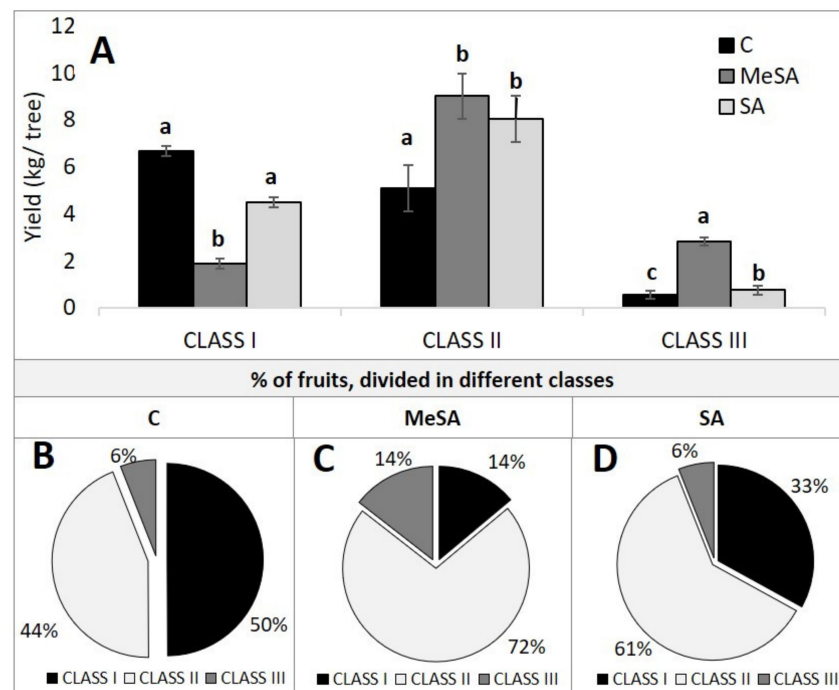 A
Yield (kg/ tree)
12
10
8
6
4
2
0
C
MeSA
SA
a
b
a
a
b
b
c
a
b
CLASS I
CLASS II
CLASS III
% of fruits, divided in different classes
C
MeSA
SA
B
6%
44%
50%
CLASS I CLASS II CLASS III
C
14%
14%
72%
CLASS I CLASS II CLASS III
D
6%
33%
61%
CLASS I CLASS II CLASS III